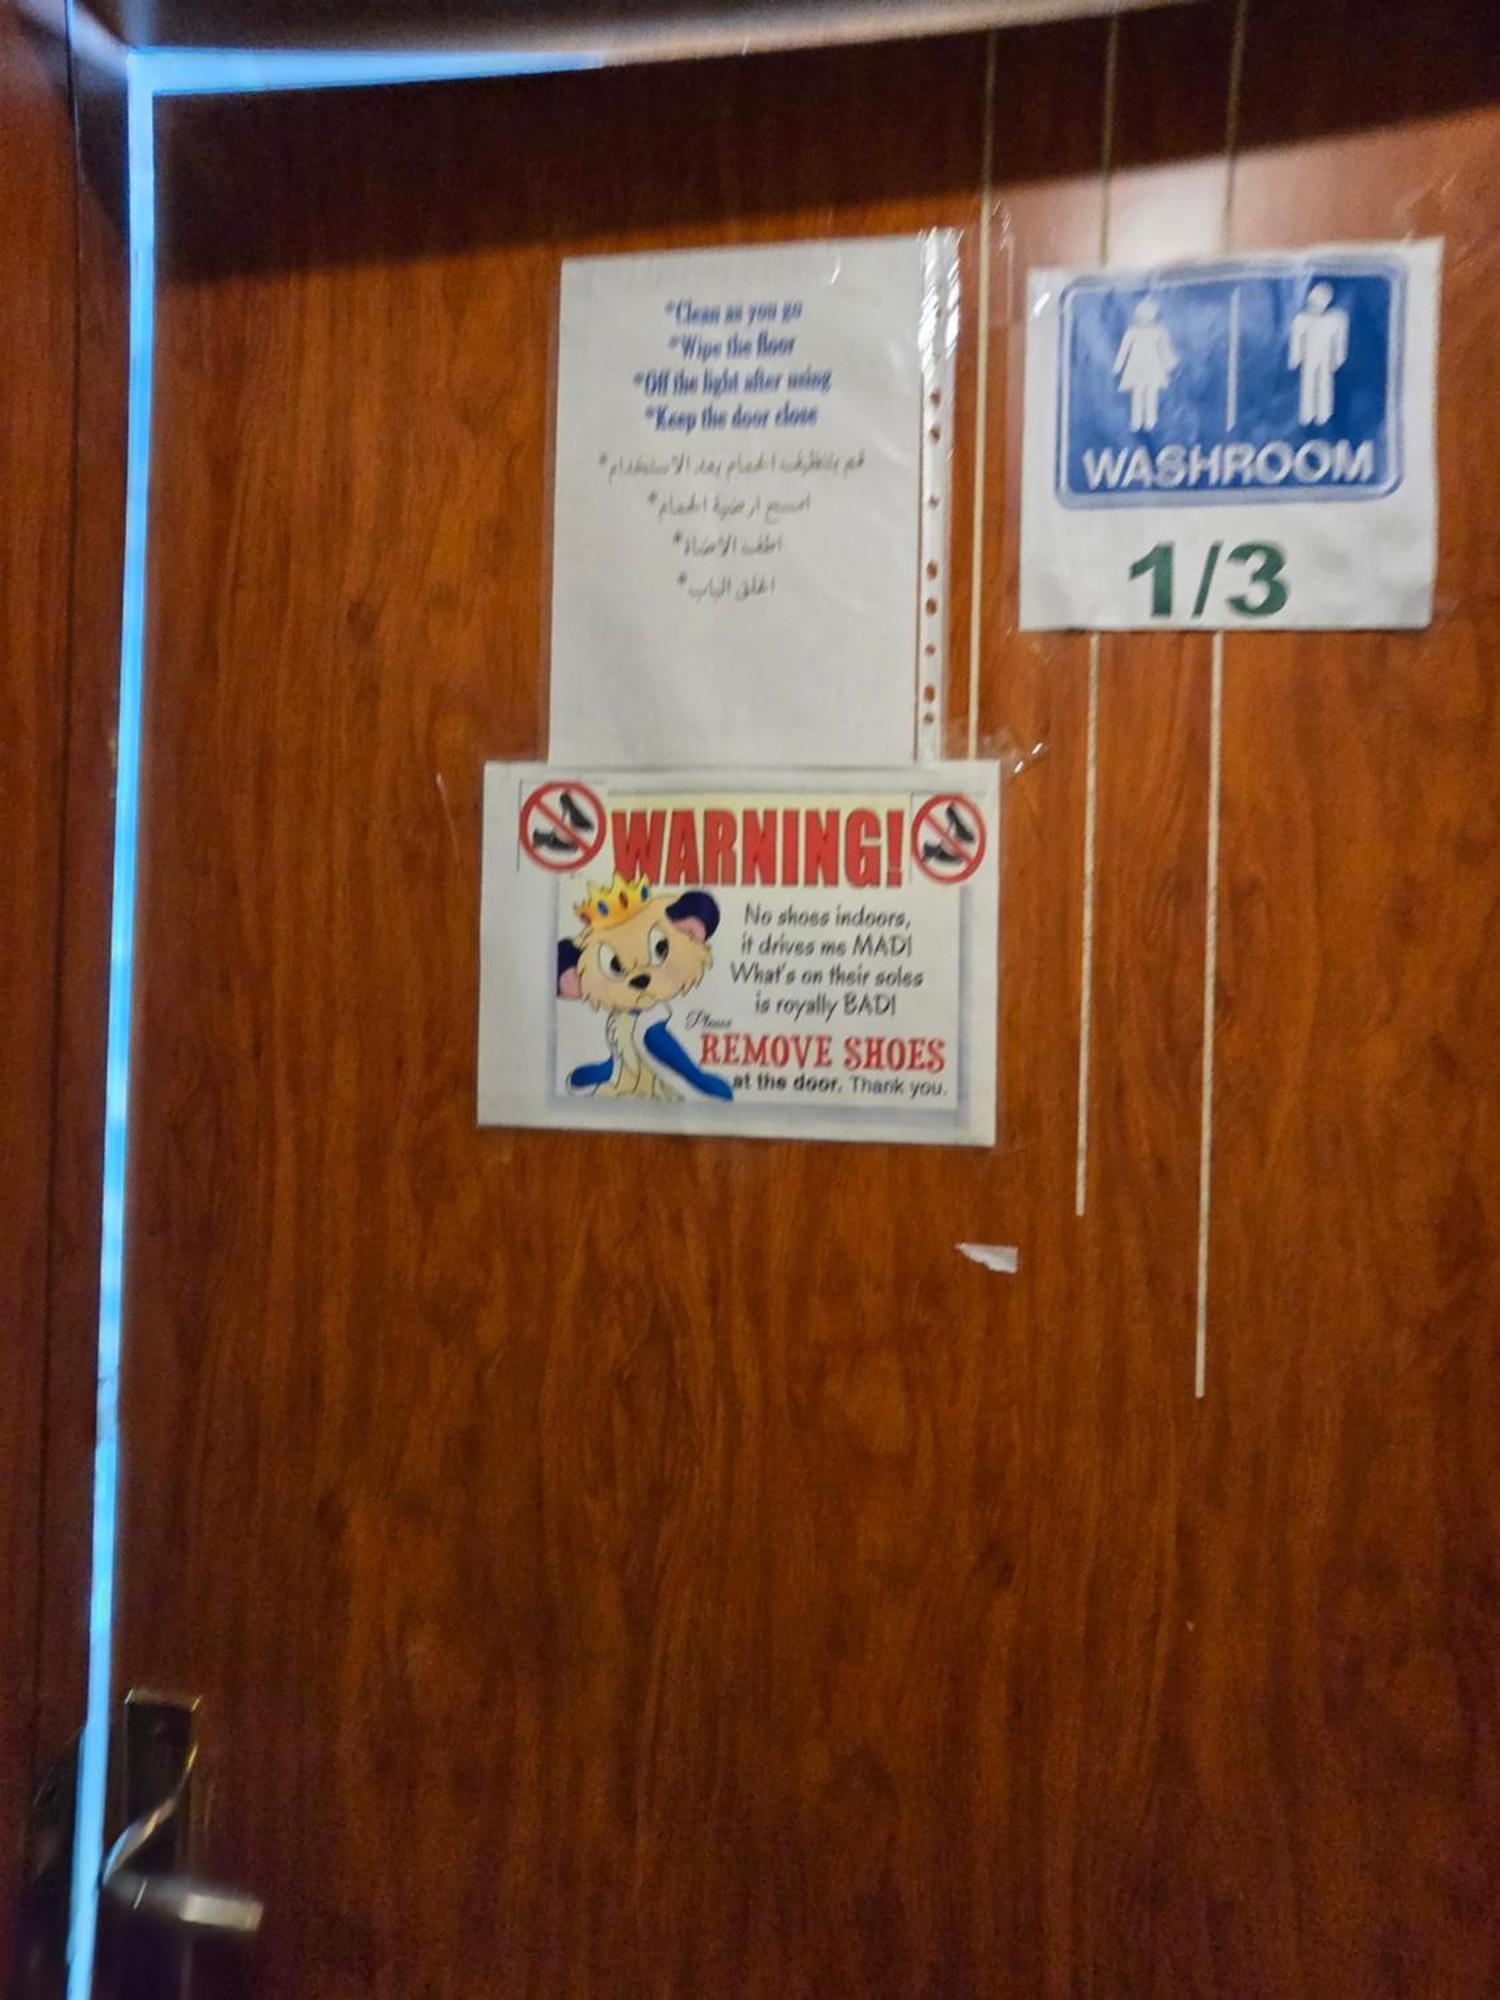 *Clean as you go
*Wipe the floor
*Off the light after using
*Keep the door close
قم بتنظيف الحمام بعد الاستخدام*
امسح ارضية الحمام*
اطفئ الاضاءة*
اغلق الباب*
WASHROOM
1/3
WARNING!
No shoes indoors,
it drives me MAD!
What's on their soles
is royally BAD!
Please
REMOVE SHOES
at the door. Thank you.